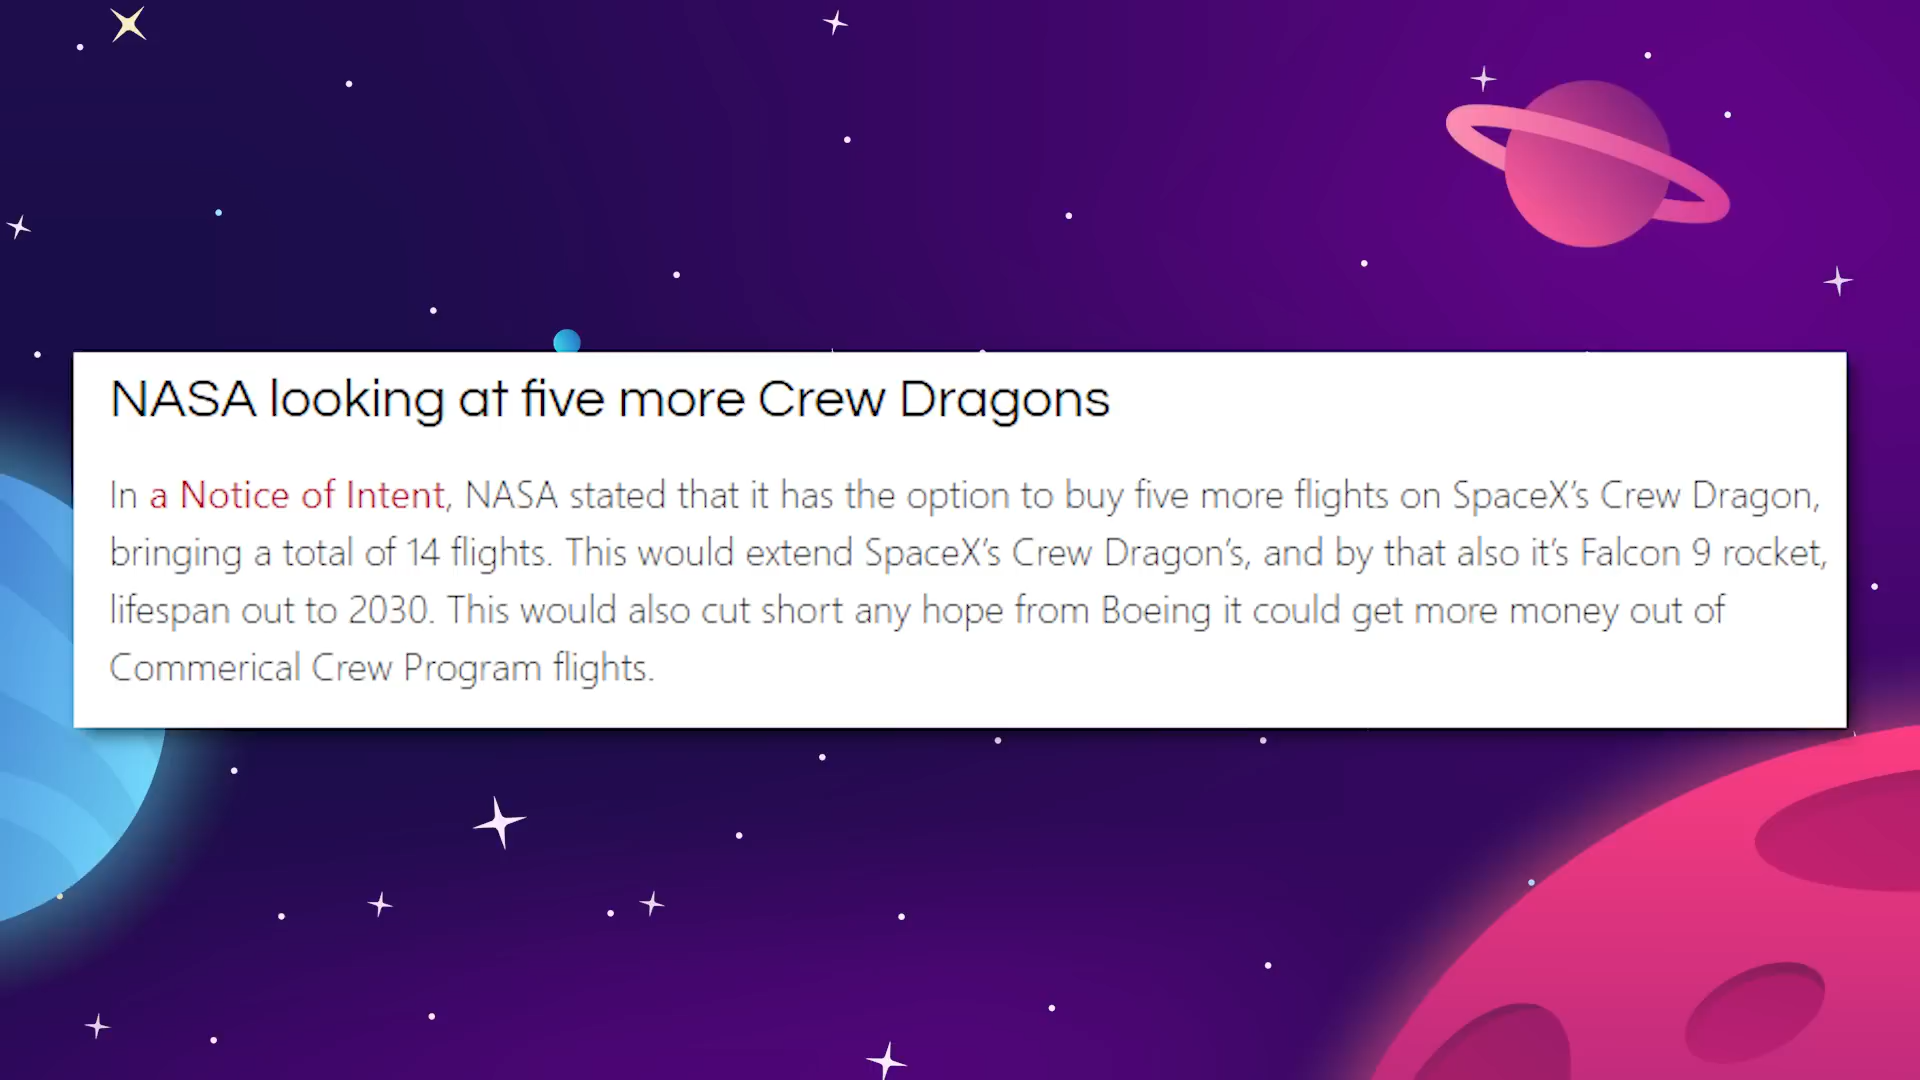 NASA looking at five more Crew Dragons
In a Notice of Intent, NASA stated that it has the option to buy five more flights on SpaceX's Crew Dragon,
bringing a total of 14 flights. This would extend SpaceX's Crew Dragon's, and by that also it's Falcon 9 rocket,
lifespan out to 2030. This would also cut short any hope from Boeing it could get more money out of
Commerical Crew Program flights.